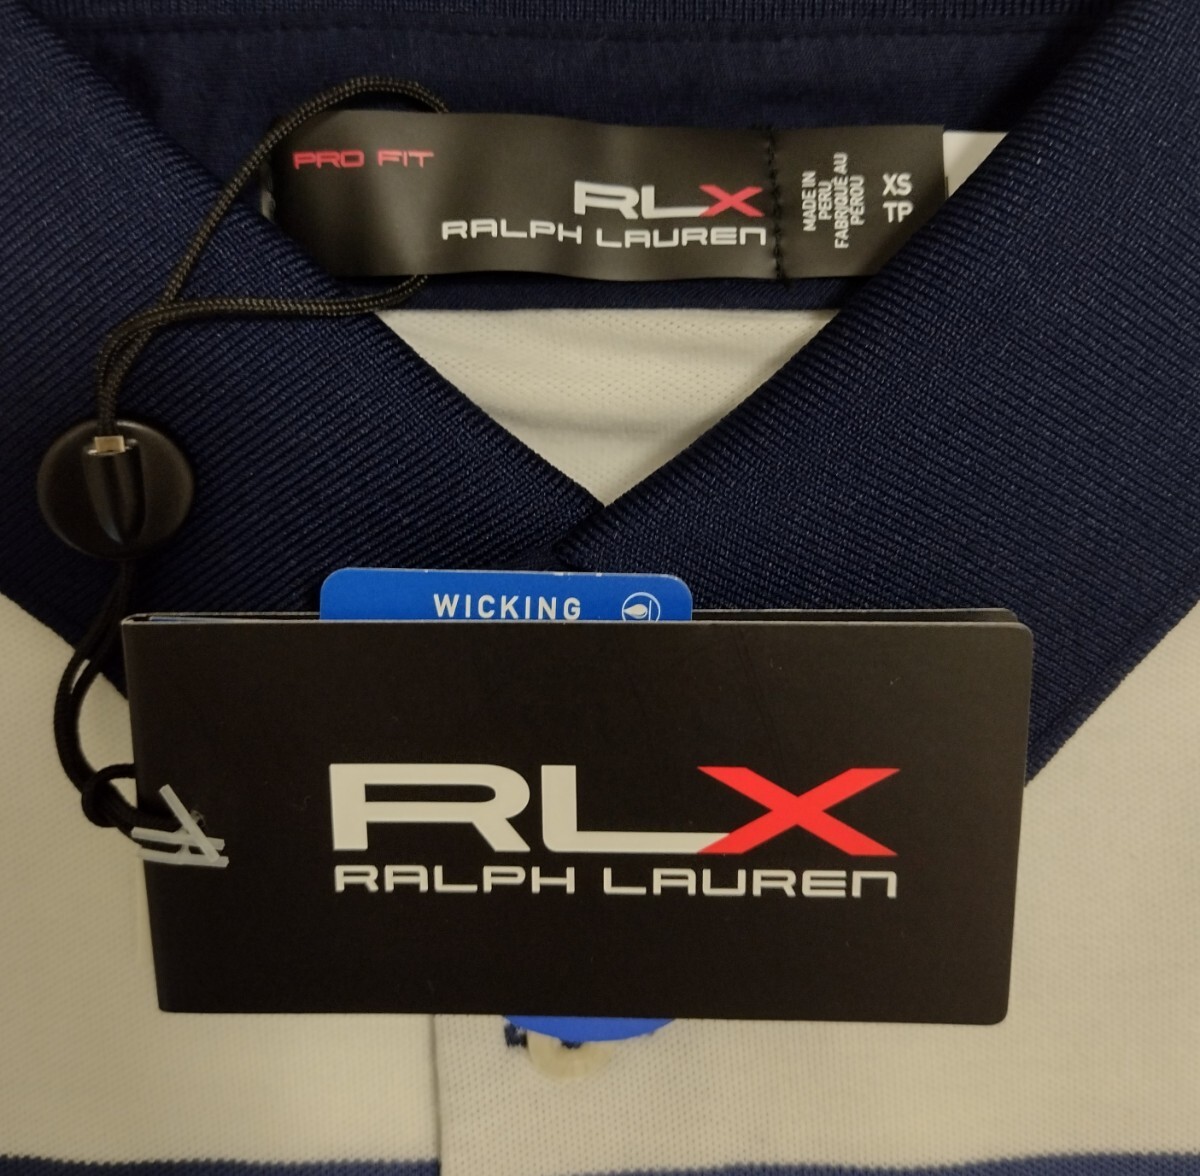 PRO FIT
RLX
RALPH LAUREN
MADE IN
PERU
FABRIQUÉ AU
PÉROU
XS
TP
WICKING
RLX
RALPH LAUREN